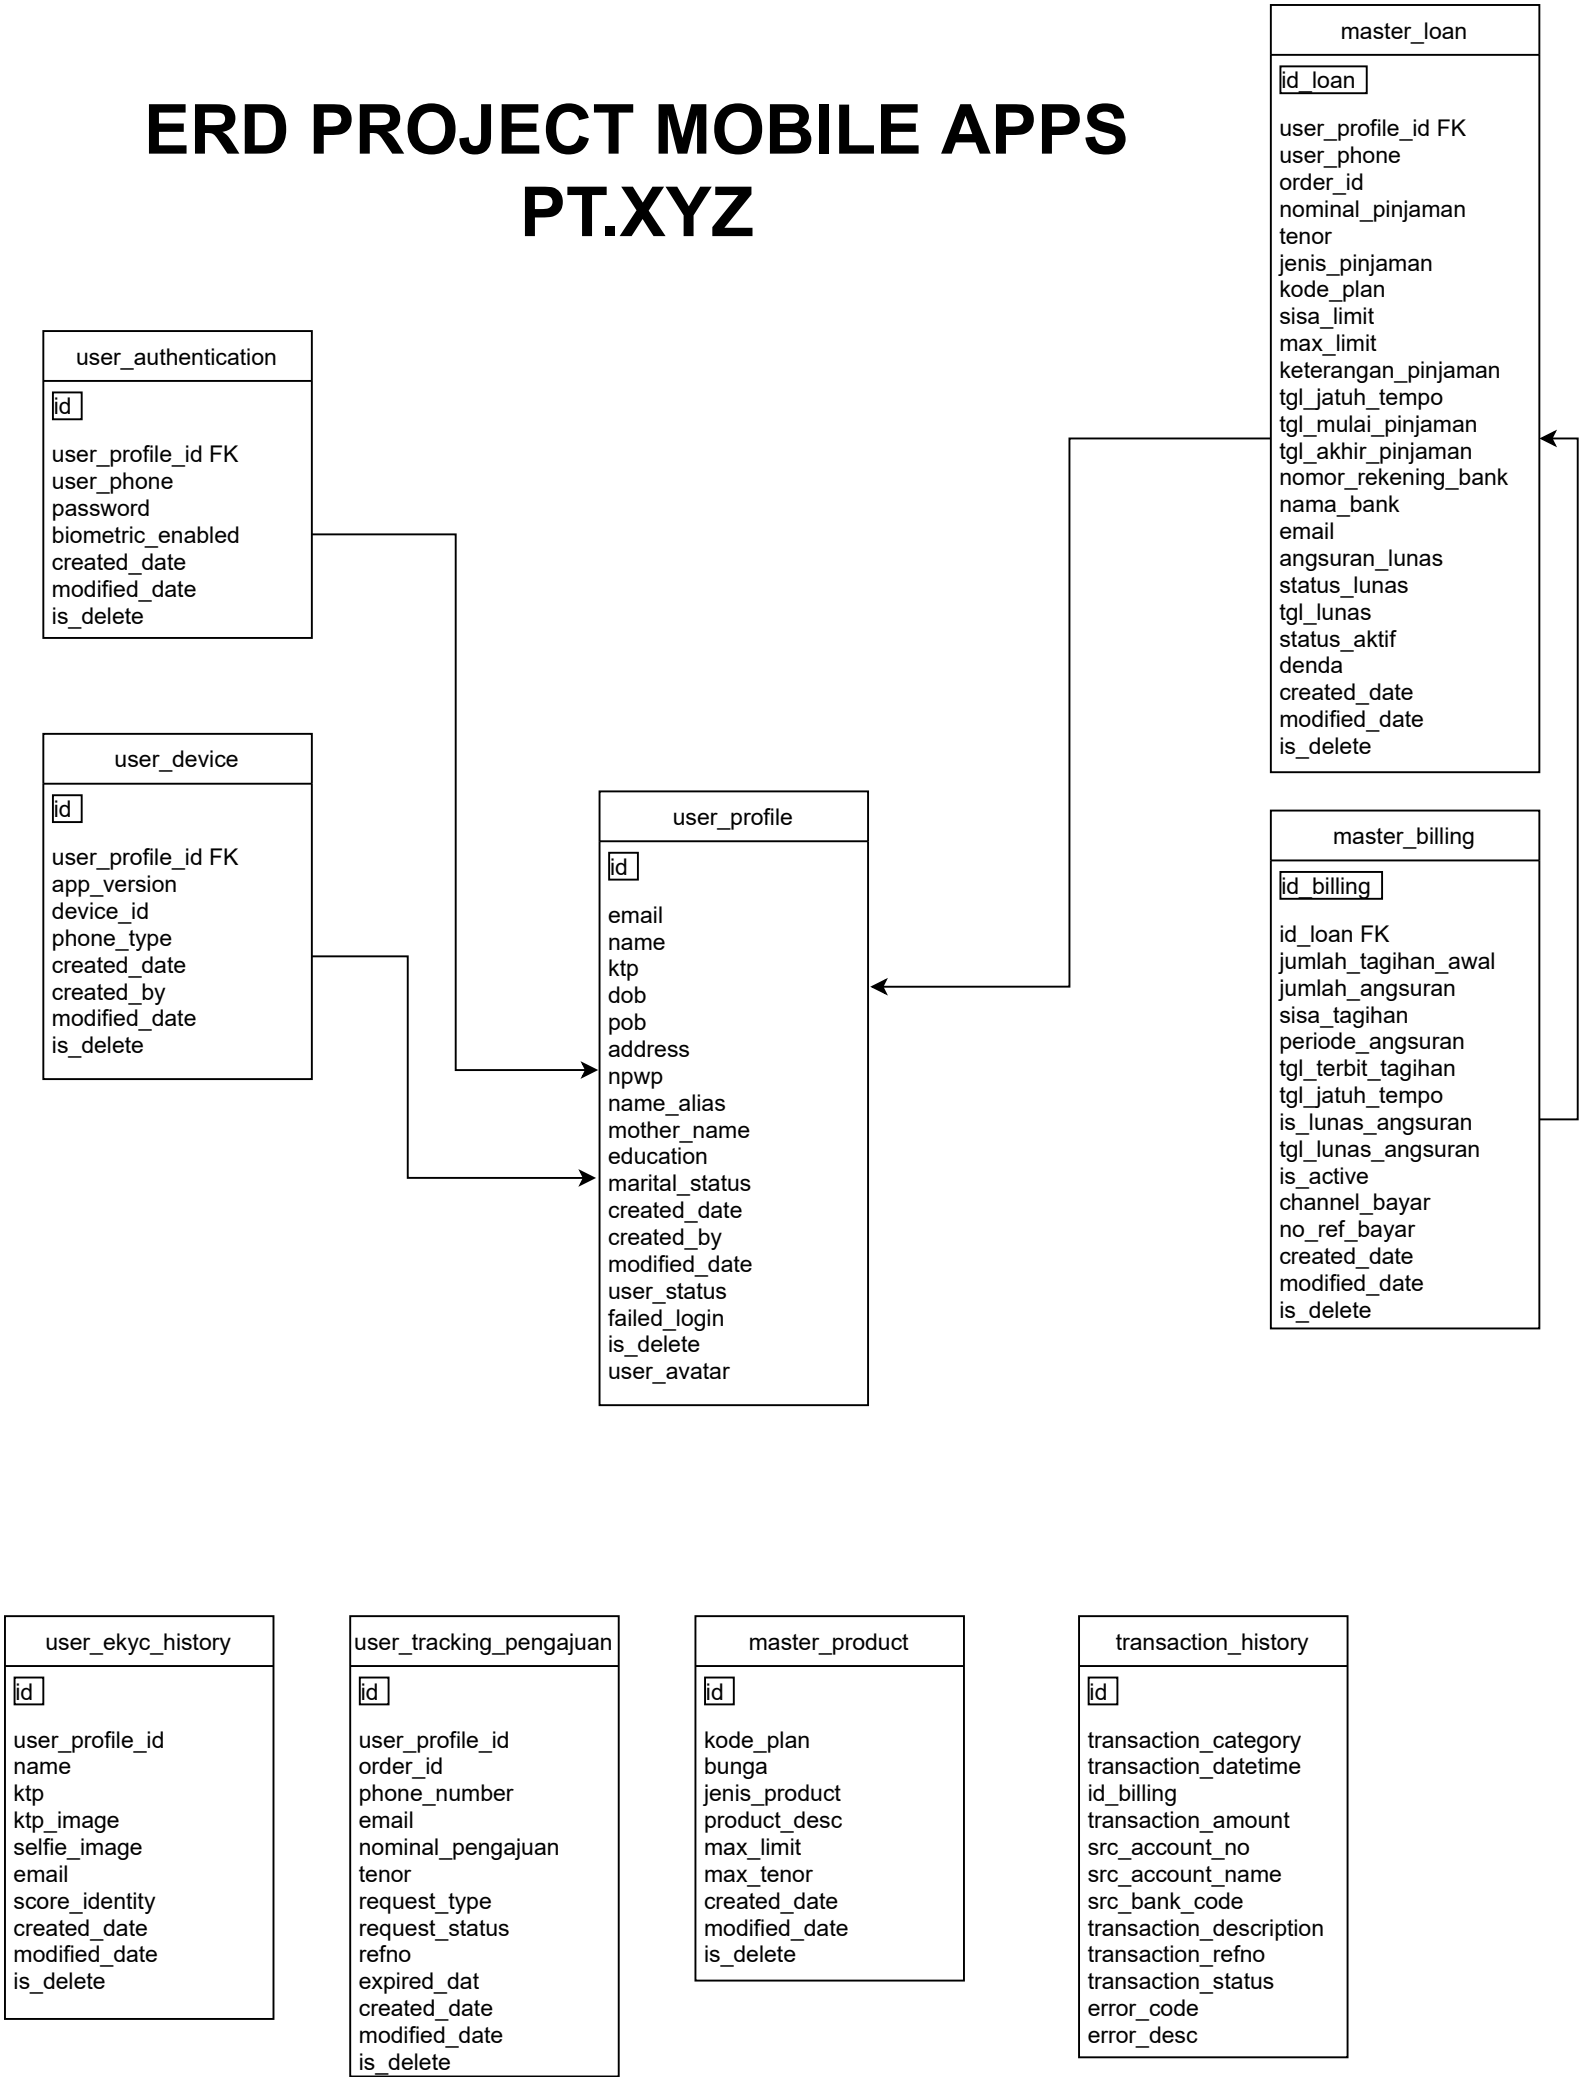 ERD PROJECT MOBILE APPS
PT.XYZ
master_loan
id_loan
user_profile_id FK
user_phone
order_id
nominal_pinjaman
tenor
jenis_pinjaman
kode_plan
sisa_limit
max_limit
keterangan_pinjaman
tgl_jatuh_tempo
tgl_mulai_pinjaman
tgl_akhir_pinjaman
nomor_rekening_bank
nama_bank
email
angsuran_lunas
status_lunas
tgl_lunas
status_aktif
denda
created_date
modified_date
is_delete
user_authentication
id
user_profile_id FK
user_phone
password
biometric_enabled
created_date
modified_date
is_delete
user_device
id
user_profile_id FK
app_version
device_id
phone_type
created_date
created_by
modified_date
is_delete
user_profile
id
email
name
ktp
dob
pob
address
npwp
name_alias
mother_name
education
marital_status
created_date
created_by
modified_date
user_status
failed_login
is_delete
user_avatar
master_billing
id_billing
id_loan FK
jumlah_tagihan_awal
jumlah_angsuran
sisa_tagihan
periode_angsuran
tgl_terbit_tagihan
tgl_jatuh_tempo
is_lunas_angsuran
tgl_lunas_angsuran
is_active
channel_bayar
no_ref_bayar
created_date
modified_date
is_delete
user_ekyc_history
id
user_profile_id
name
ktp
ktp_image
selfie_image
email
score_identity
created_date
modified_date
is_delete
user_tracking_pengajuan
id
user_profile_id
order_id
phone_number
email
nominal_pengajuan
tenor
request_type
request_status
refno
expired_dat
created_date
modified_date
is_delete
master_product
id
kode_plan
bunga
jenis_product
product_desc
max_limit
max_tenor
created_date
modified_date
is_delete
transaction_history
id
transaction_category
transaction_datetime
id_billing
transaction_amount
src_account_no
src_account_name
src_bank_code
transaction_description
transaction_refno
transaction_status
error_code
error_desc